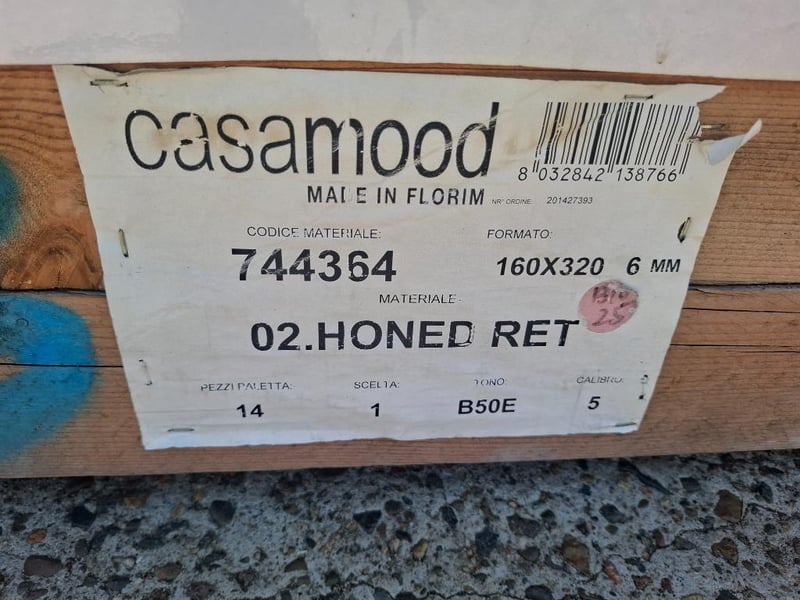 casamood
8 032842 138766
MADE IN FLORIM
NR° ORDINE 201427393
CODICE MATERIALE:
FORMATO:
744364
160X320 6 MM
MATERIALE
02.HONED RET
25
PEZZI PALETTA:
SCELTA:
TONO:
CALIBRO:
14
1
B50E
5